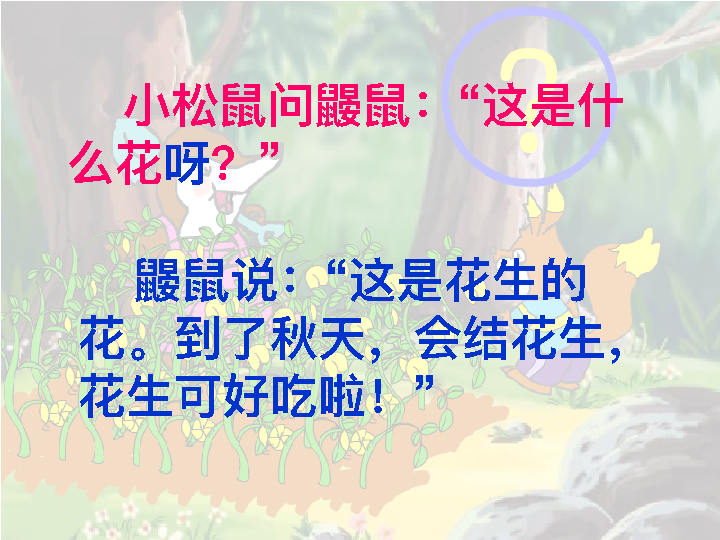 小松鼠问鼹鼠：“这是什
么花呀？”
鼹鼠说：“这是花生的
花。到了秋天，会结花生，
花生可好吃啦！”
？